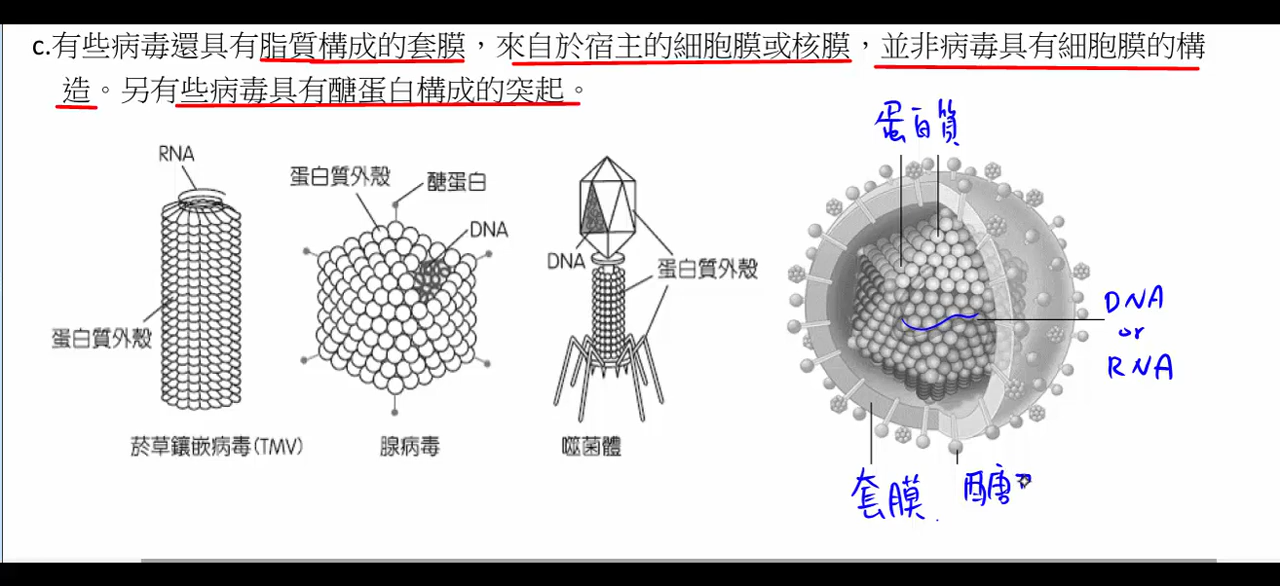 c.有些病毒還具有脂質構成的套膜，來自於宿主的細胞膜或核膜，並非病毒具有細胞膜的構
造。另有些病毒具有醣蛋白構成的突起。
蛋白質
RNA
蛋白質外殼
醣蛋白
DNA
DNA
蛋白質外殼
蛋白質外殼
DNA
or
RNA
菸草鑲嵌病毒(TMV)
腺病毒
噬菌體
套膜
醣